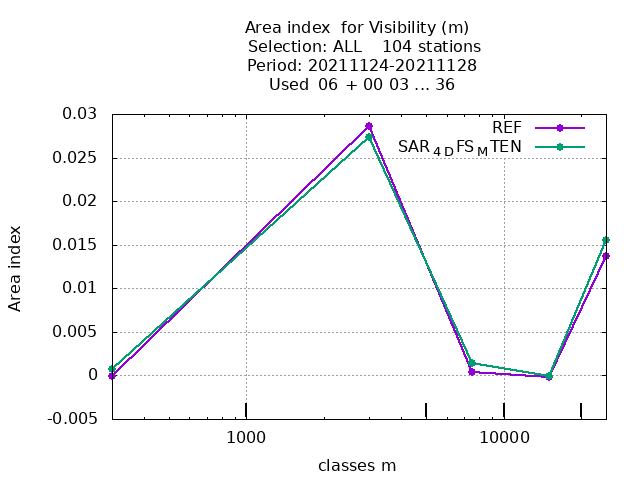 Area index  for Visibility (m)
Selection: ALL    104 stations
Period: 20211124-20211128
Used  06 + 00 03 ... 36
REF
SAR4DFSMTEN
0.03
0.025
0.02
0.015
0.01
0.005
0
-0.005
Area index
1000
10000
classes m